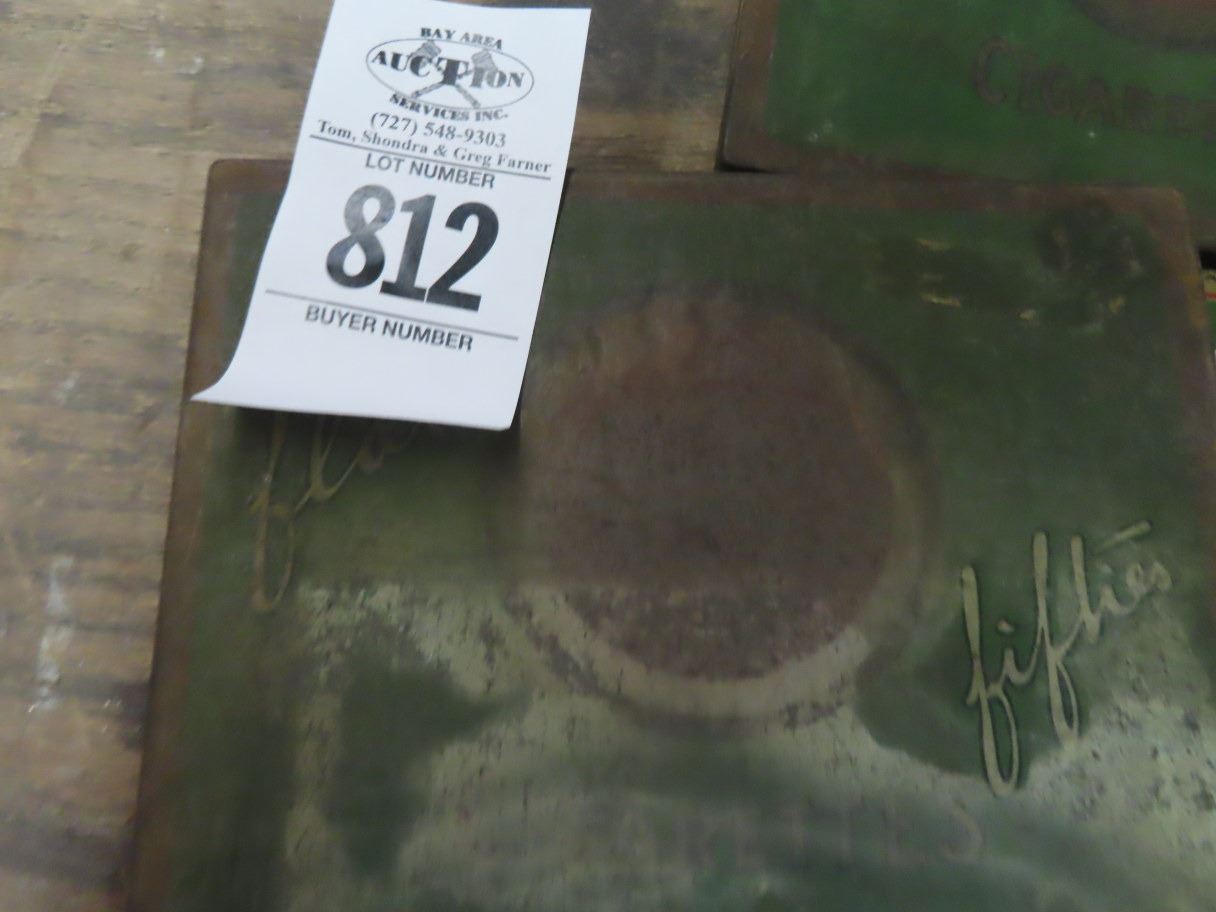 BAY AREA
AUCTION
SERVICES INC.
(727) 548-9303
Tom, Shondra & Greg Farner
LOT NUMBER
812
BUYER NUMBER
fifties